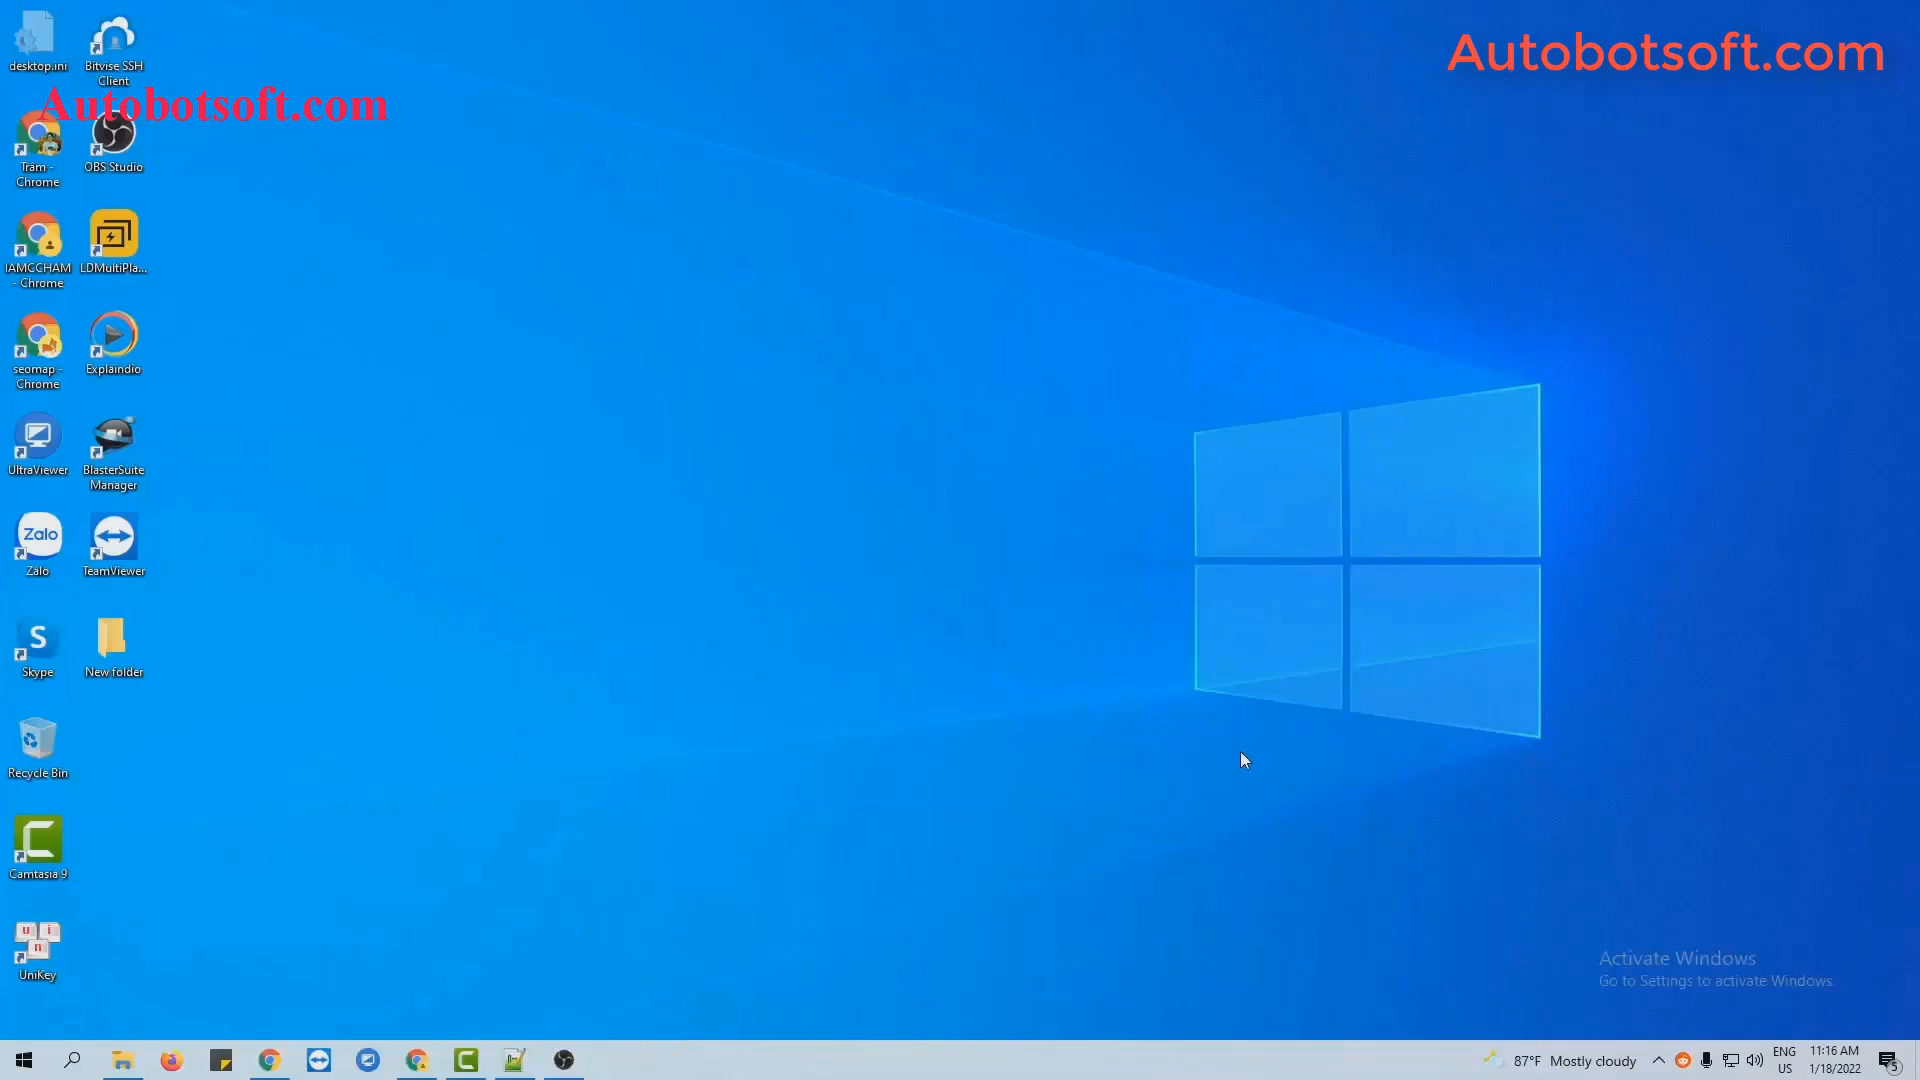 desktop.ini
Bitvise SSH
Client
Autobotsoft.com
Autobotsoft.com
Trâm -
Chrome
OBS Studio
IAMCCHAM
- Chrome
LDMultiPla...
seomap -
Chrome
Explaindio
UltraViewer
BlasterSuite
Manager
Zalo
Zalo
TeamViewer
S
Skype
New folder
Recycle Bin
Camtasia 9
u i
n
UniKey
Activate Windows
Go to Settings to activate Windows.
87°F Mostly cloudy
ENG
US
11:16 AM
1/18/2022
5